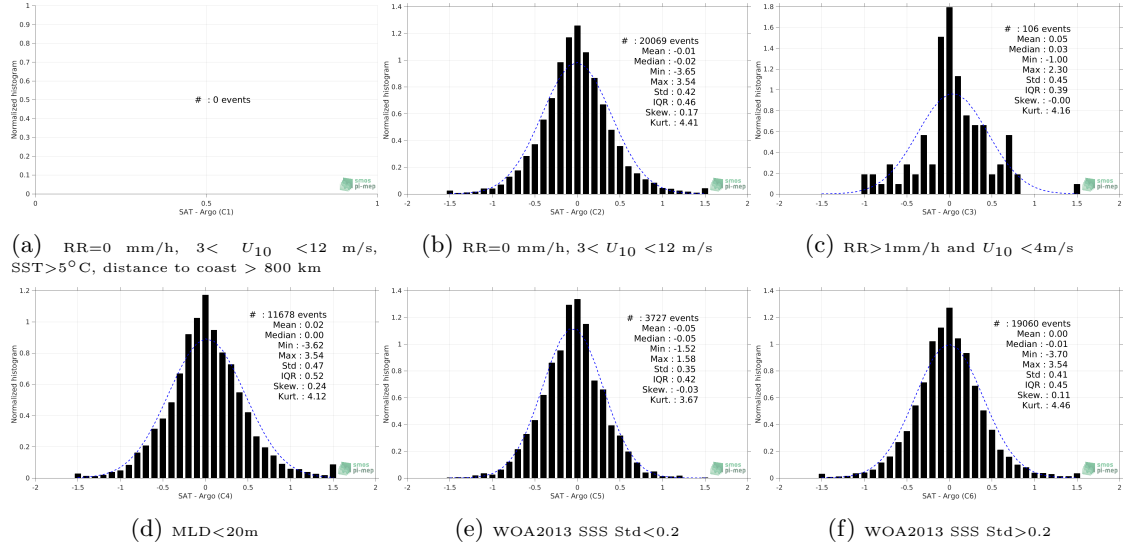 1
0.9
0.8
0.7
0.6
0.5
0.4
0.3
0.2
0.1
0
Normalized histogram
# : 0 events
smos
pi-mep
0 0.5 1
SAT - Argo (C1)
(a) RR=0 mm/h, 3< U10 <12 m/s,
SST>5°C, distance to coast > 800 km
1.4
1.2
1
0.8
0.6
0.4
0.2
0
Normalized histogram
# : 20069 events
Mean : -0.01
Median : -0.02
Min : -3.65
Max : 3.54
Std : 0.42
IQR : 0.46
Skew. : 0.17
Kurt. : 4.41
smos
pi-mep
-2 -1.5 -1 -0.5 0 0.5 1 1.5 2
SAT - Argo (C2)
(b) RR=0 mm/h, 3< U10 <12 m/s
1.8
1.6
1.4
1.2
1
0.8
0.6
0.4
0.2
0
Normalized histogram
# : 106 events
Mean : 0.05
Median : 0.03
Min : -1.00
Max : 2.30
Std : 0.45
IQR : 0.39
Skew. : -0.00
Kurt. : 4.16
smos
pi-mep
-2 -1.5 -1 -0.5 0 0.5 1 1.5 2
SAT - Argo (C3)
(c) RR>1mm/h and U10 <4m/s
1.2
1
0.8
0.6
0.4
0.2
0
Normalized histogram
# : 11678 events
Mean : 0.02
Median : 0.00
Min : -3.62
Max : 3.54
Std : 0.47
IQR : 0.52
Skew. : 0.24
Kurt. : 4.12
smos
pi-mep
-2 -1.5 -1 -0.5 0 0.5 1 1.5 2
SAT - Argo (C4)
(d) MLD<20m
1.4
1.2
1
0.8
0.6
0.4
0.2
0
Normalized histogram
# : 3727 events
Mean : -0.05
Median : -0.05
Min : -1.52
Max : 1.58
Std : 0.35
IQR : 0.42
Skew. : -0.03
Kurt. : 3.67
smos
pi-mep
-2 -1.5 -1 -0.5 0 0.5 1 1.5 2
SAT - Argo (C5)
(e) WOA2013 SSS Std<0.2
1.4
1.2
1
0.8
0.6
0.4
0.2
0
Normalized histogram
# : 19060 events
Mean : 0.00
Median : -0.01
Min : -3.70
Max : 3.54
Std : 0.41
IQR : 0.45
Skew. : 0.11
Kurt. : 4.46
smos
pi-mep
-2 -1.5 -1 -0.5 0 0.5 1 1.5 2
SAT - Argo (C6)
(f) WOA2013 SSS Std>0.2